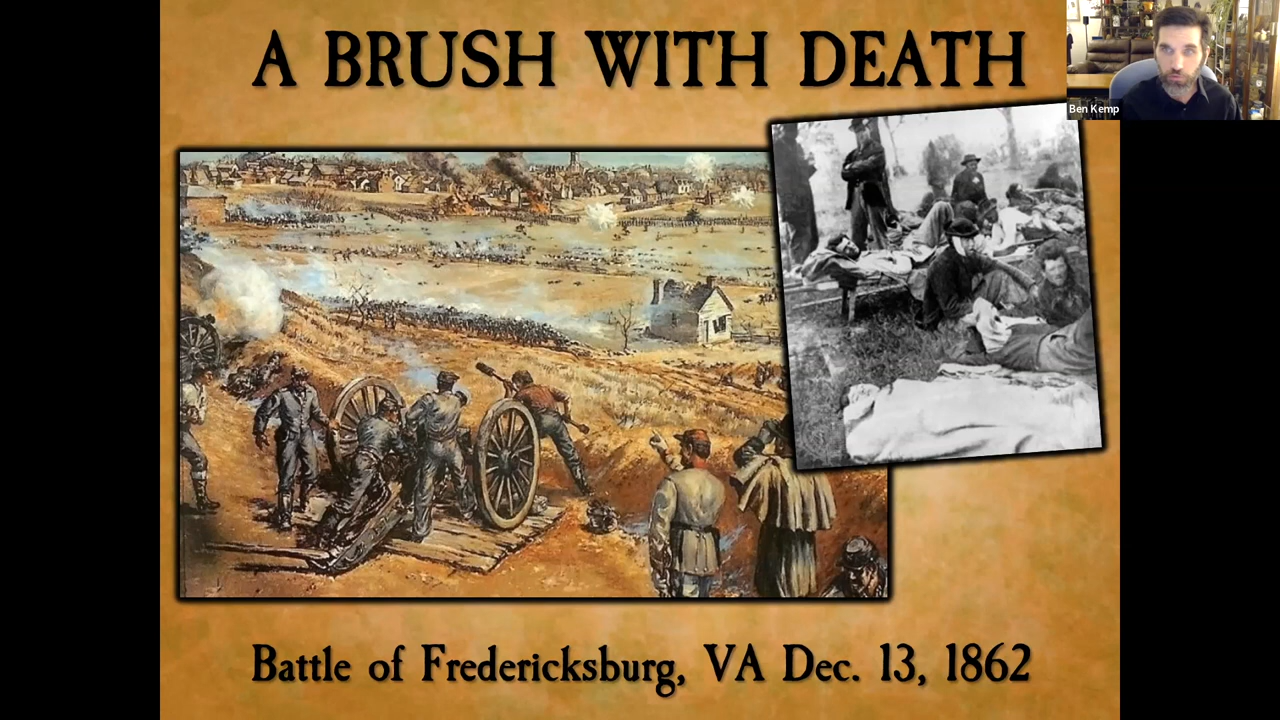 A BRUSH WITH DEATH
Ben Kemp
Battle of Fredericksburg, VA Dec. 13, 1862